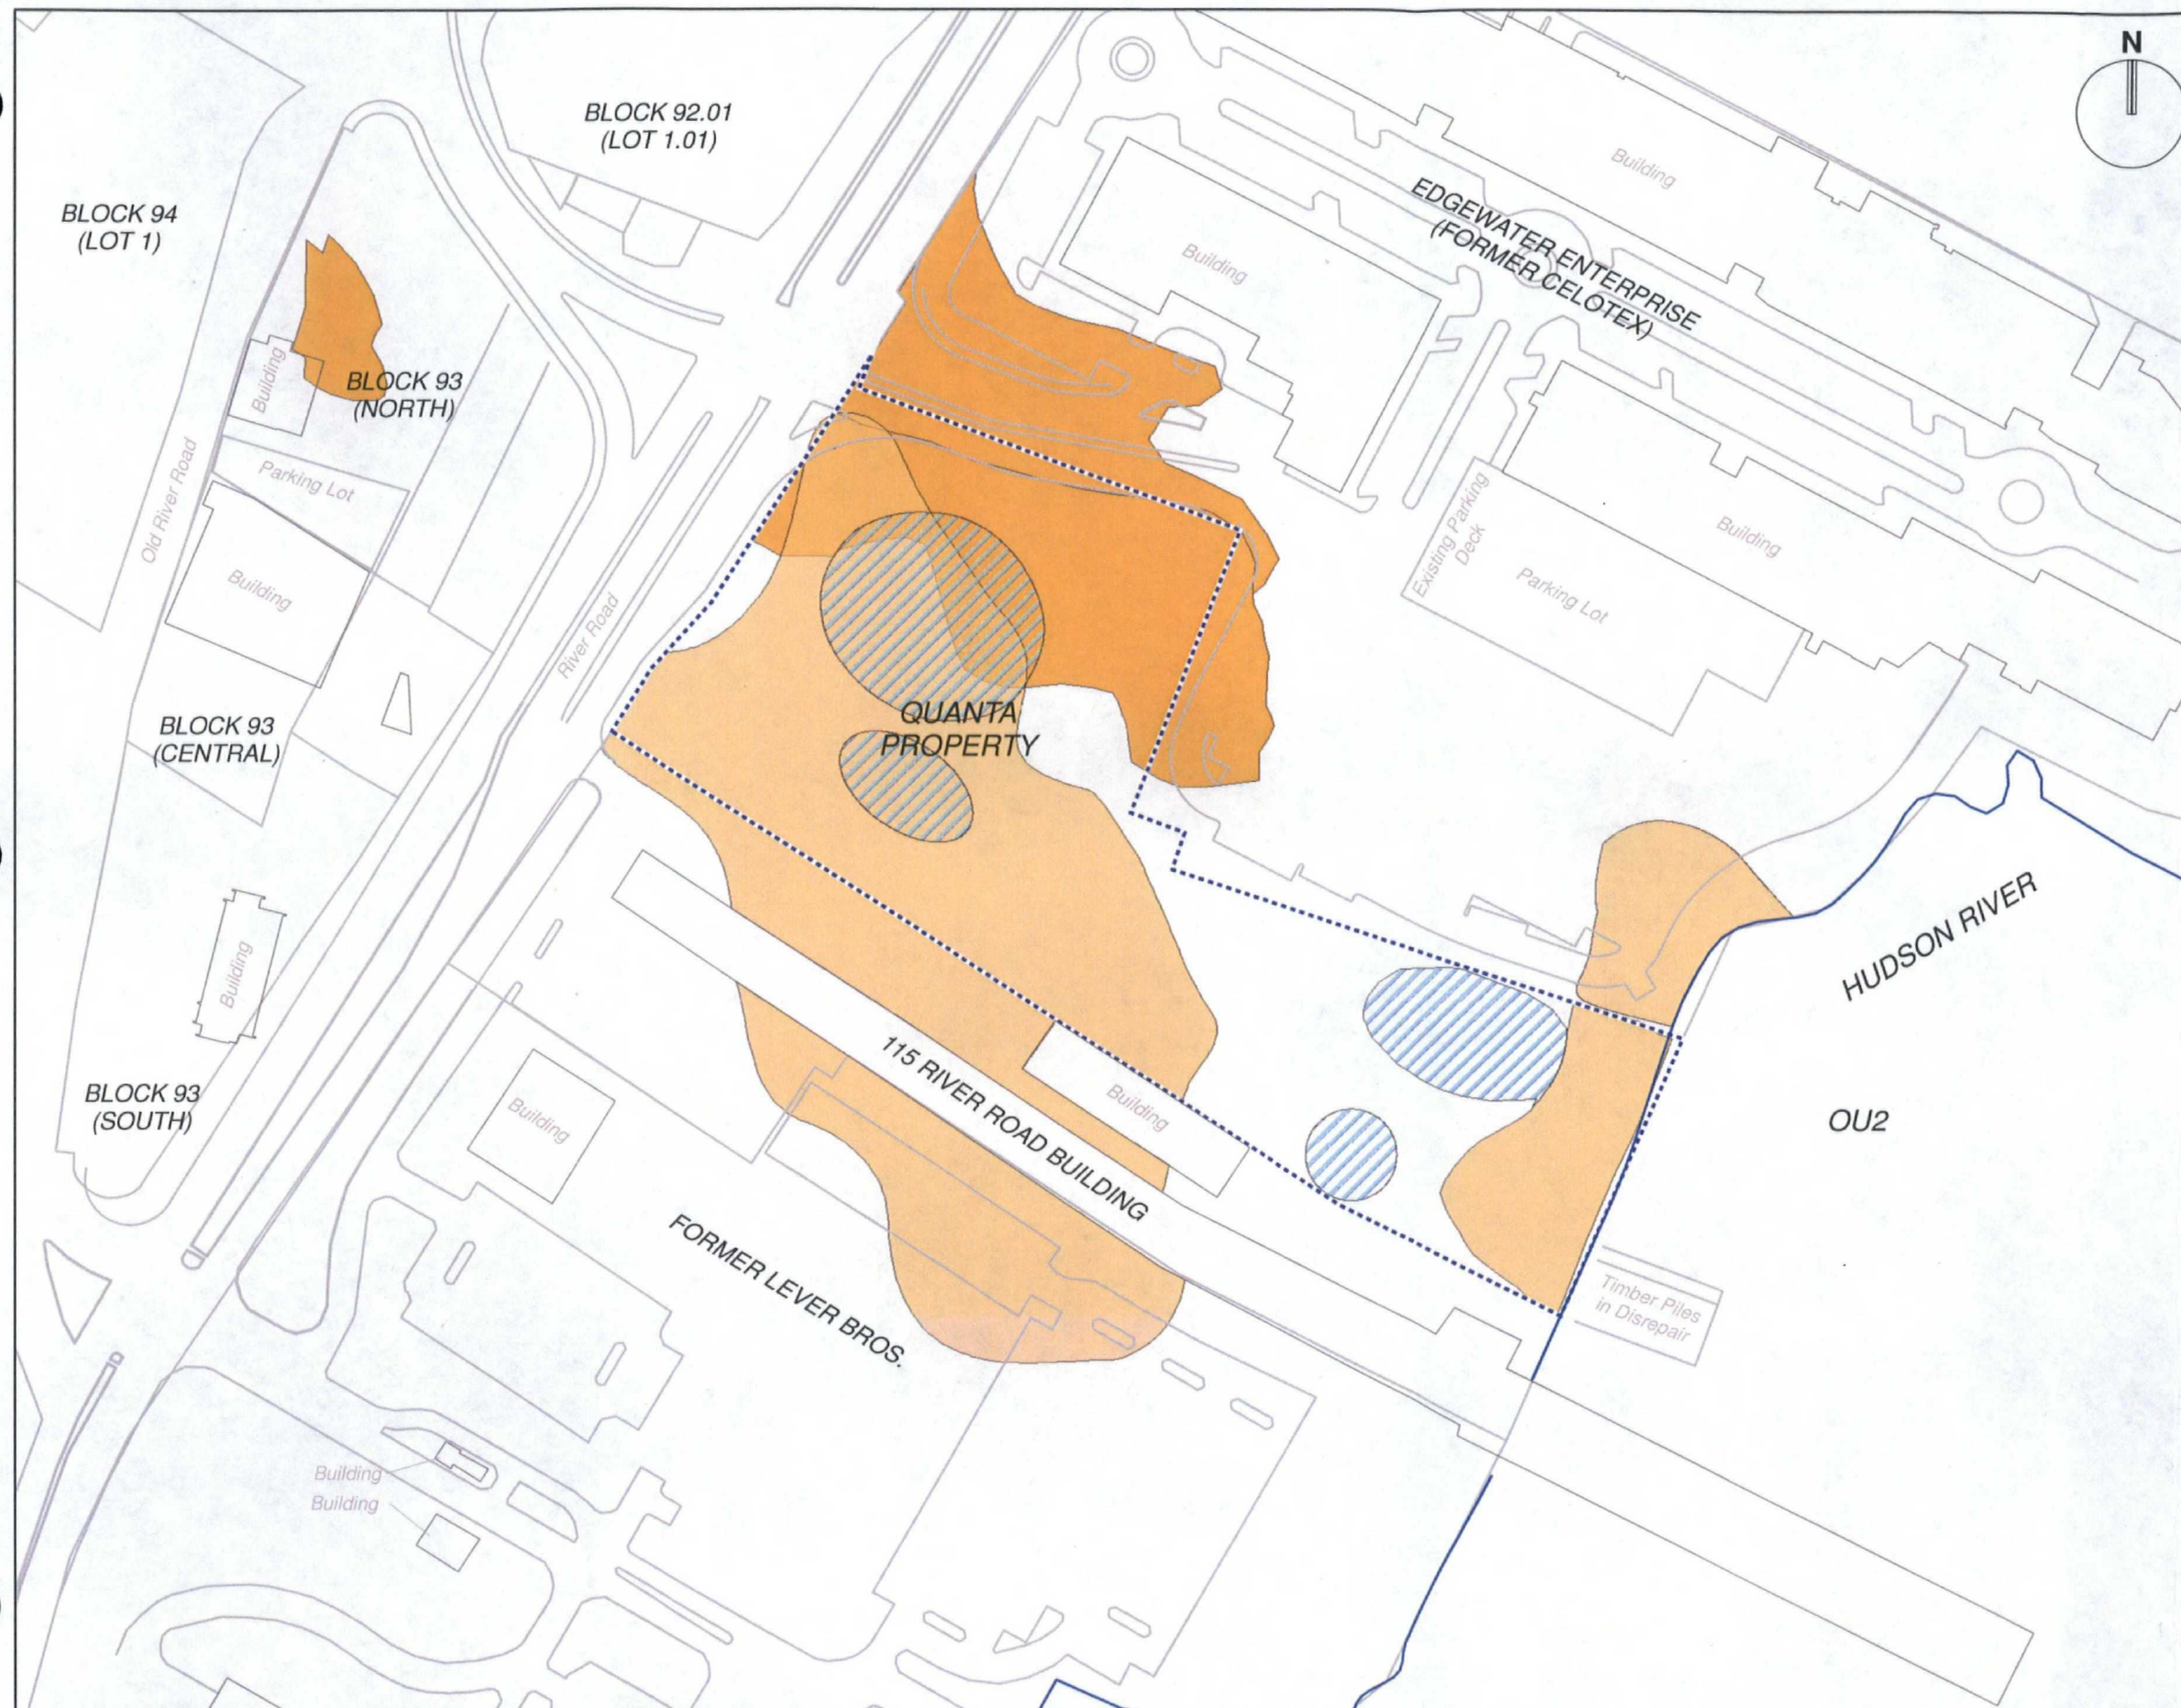 N
BLOCK 92.01
(LOT 1.01)
Building
EDGEWATER ENTERPRISE
(FORMER CELOTEX)
BLOCK 94
(LOT 1)
Building
Building
BLOCK 93
(NORTH)
Old River Road
Parking Lot
Existing Parking
Deck
Building
Parking Lot
Building
River Road
QUANTA
PROPERTY
BLOCK 93
(CENTRAL)
HUDSON RIVER
Building
115 RIVER ROAD BUILDING
Building
BLOCK 93
(SOUTH)
Building
OU2
FORMER LEVER BROS.
Timber Piles
in Disrepair
Building
Building